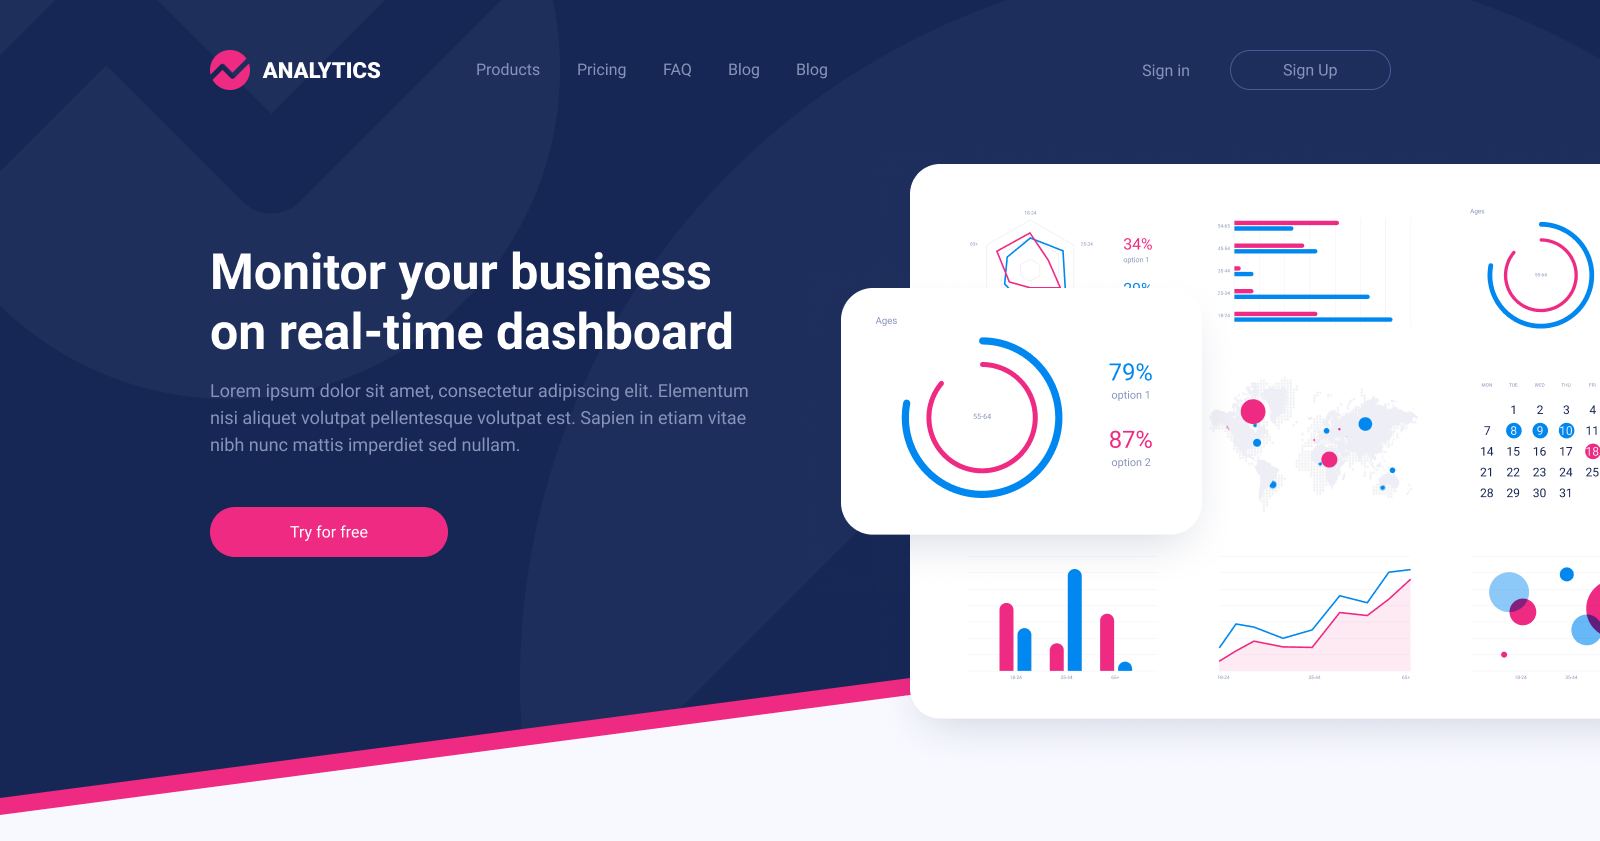 ANALYTICS
Products Pricing FAQ Blog Blog
Sign in
Sign Up
Monitor your business
on real-time dashboard
Lorem ipsum dolor sit amet, consectetur adipiscing elit. Elementum
nisi aliquet volutpat pellentesque volutpat est. Sapien in etiam vitae
nibh nunc mattis imperdiet sed nullam.
Try for free
18-24
65+
25-34
34%
option 1
54-65
45-54
35-44
25-34
18-24
Ages
55-64
Ages
55-64
79%
option 1
87%
option 2
MON TUE WED THU FRI
1 2 3 4
7 8 9 10 11
14 15 16 17 18
21 22 23 24 25
28 29 30 31
18-24 35-44 65+
18-24 35-44 65+
18-24 35-44